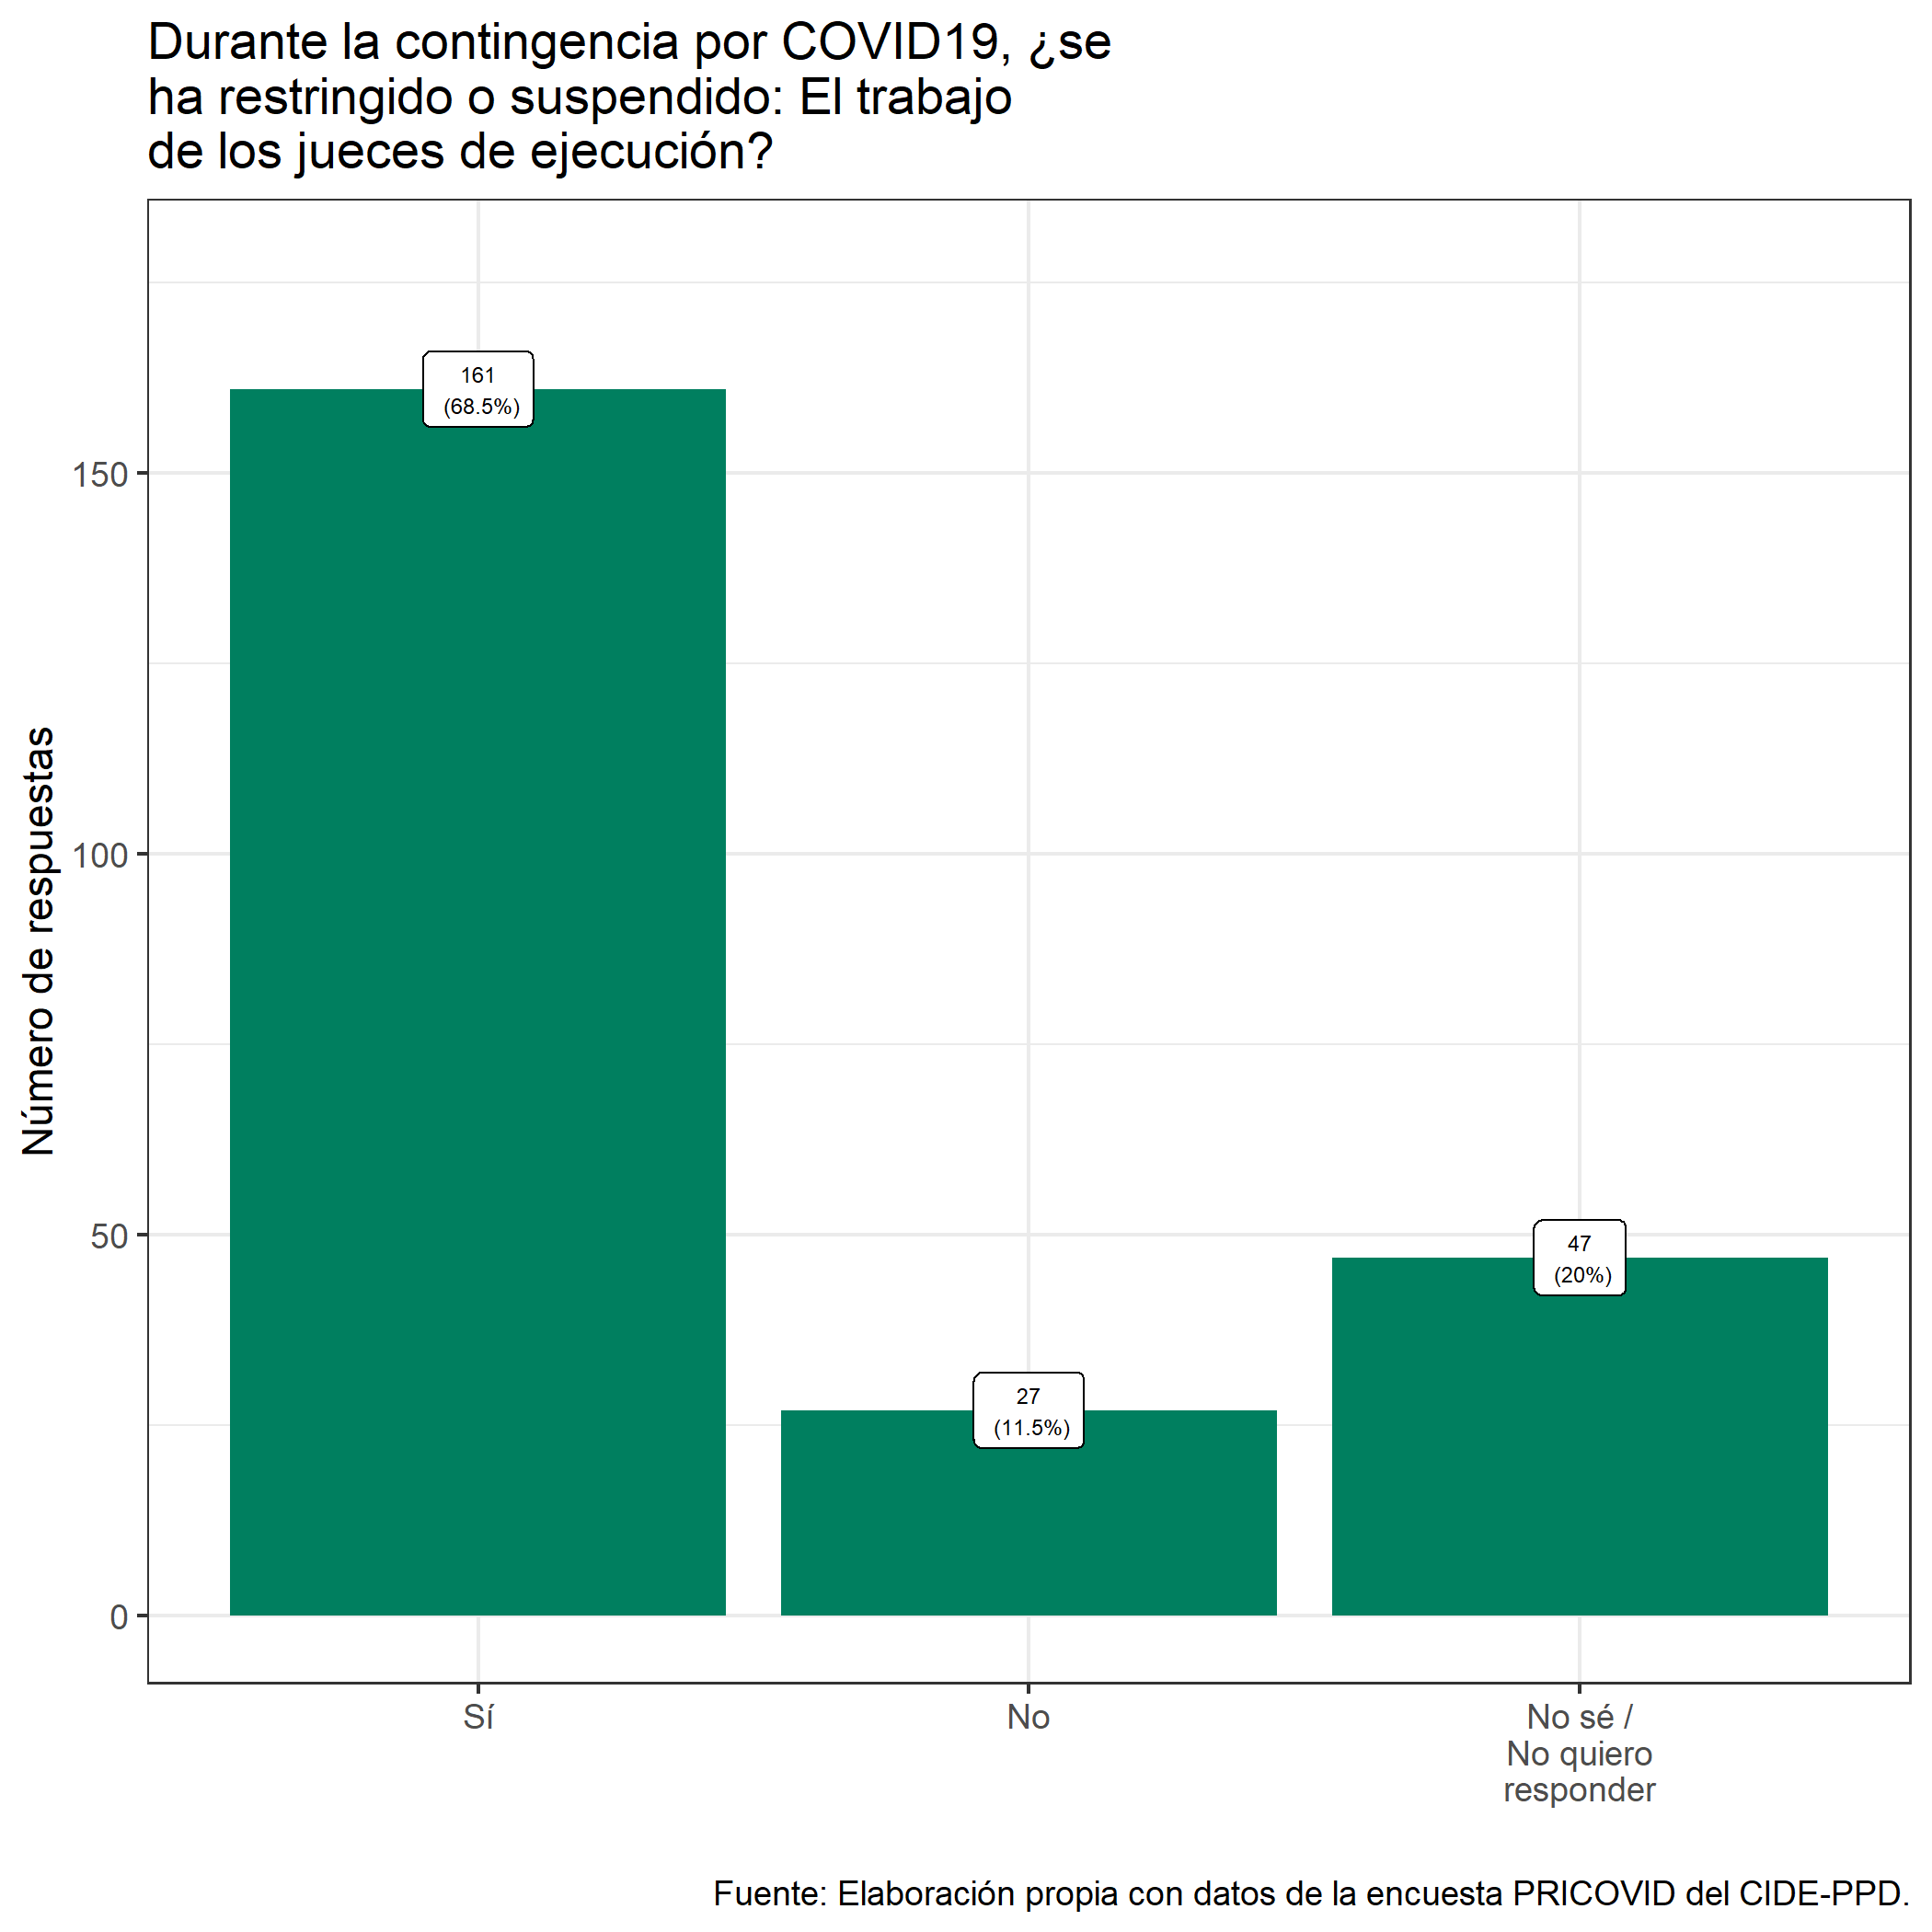 Durante la contingencia por COVID19, ¿se
ha restringido o suspendido: El trabajo
de los jueces de ejecución?
Número de respuestas
150
100
50
0
161
(68.5%)
27
(11.5%)
47
(20%)
Sí
No
No sé /
No quiero
responder
Fuente: Elaboración propia con datos de la encuesta PRICOVID del CIDE-PPD.